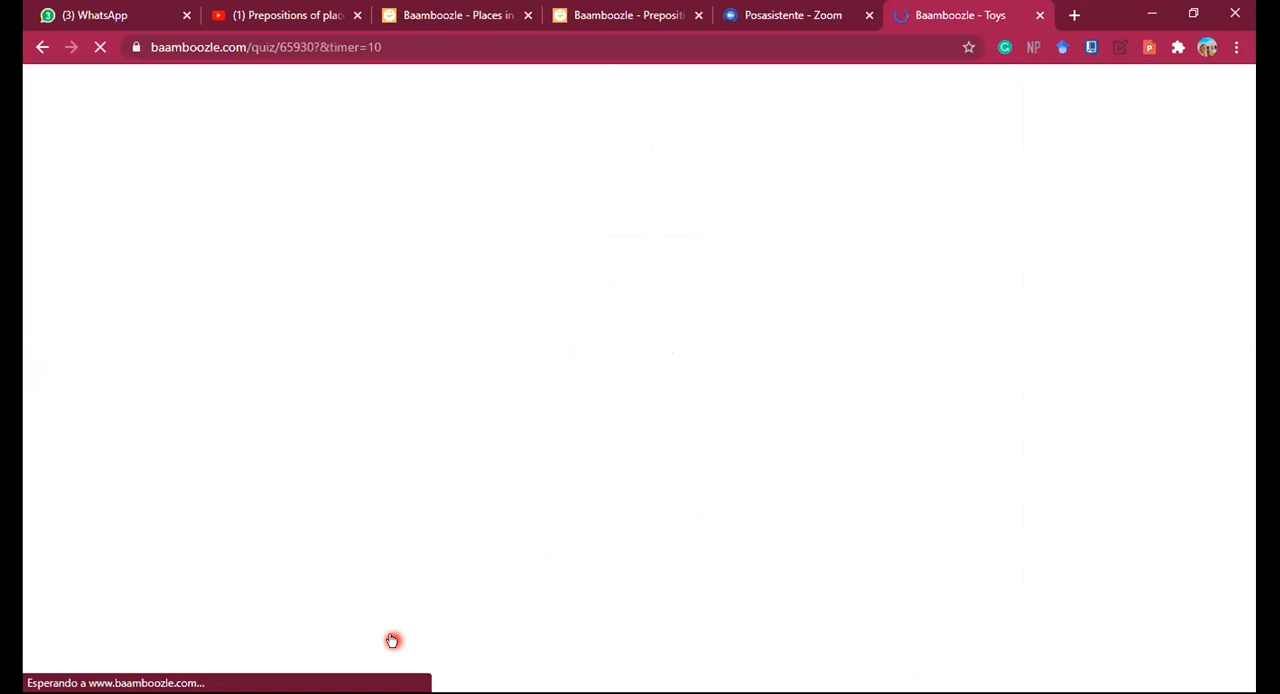 3 (3) WhatsApp
(1) Prepositions of plac
Baamboozle - Places in
Baamboozle - Prepositi
Posasistente - Zoom
Baamboozle - Toys
baamboozle.com/quiz/65930?&timer=10
NP
P
Esperando a www.baamboozle.com...